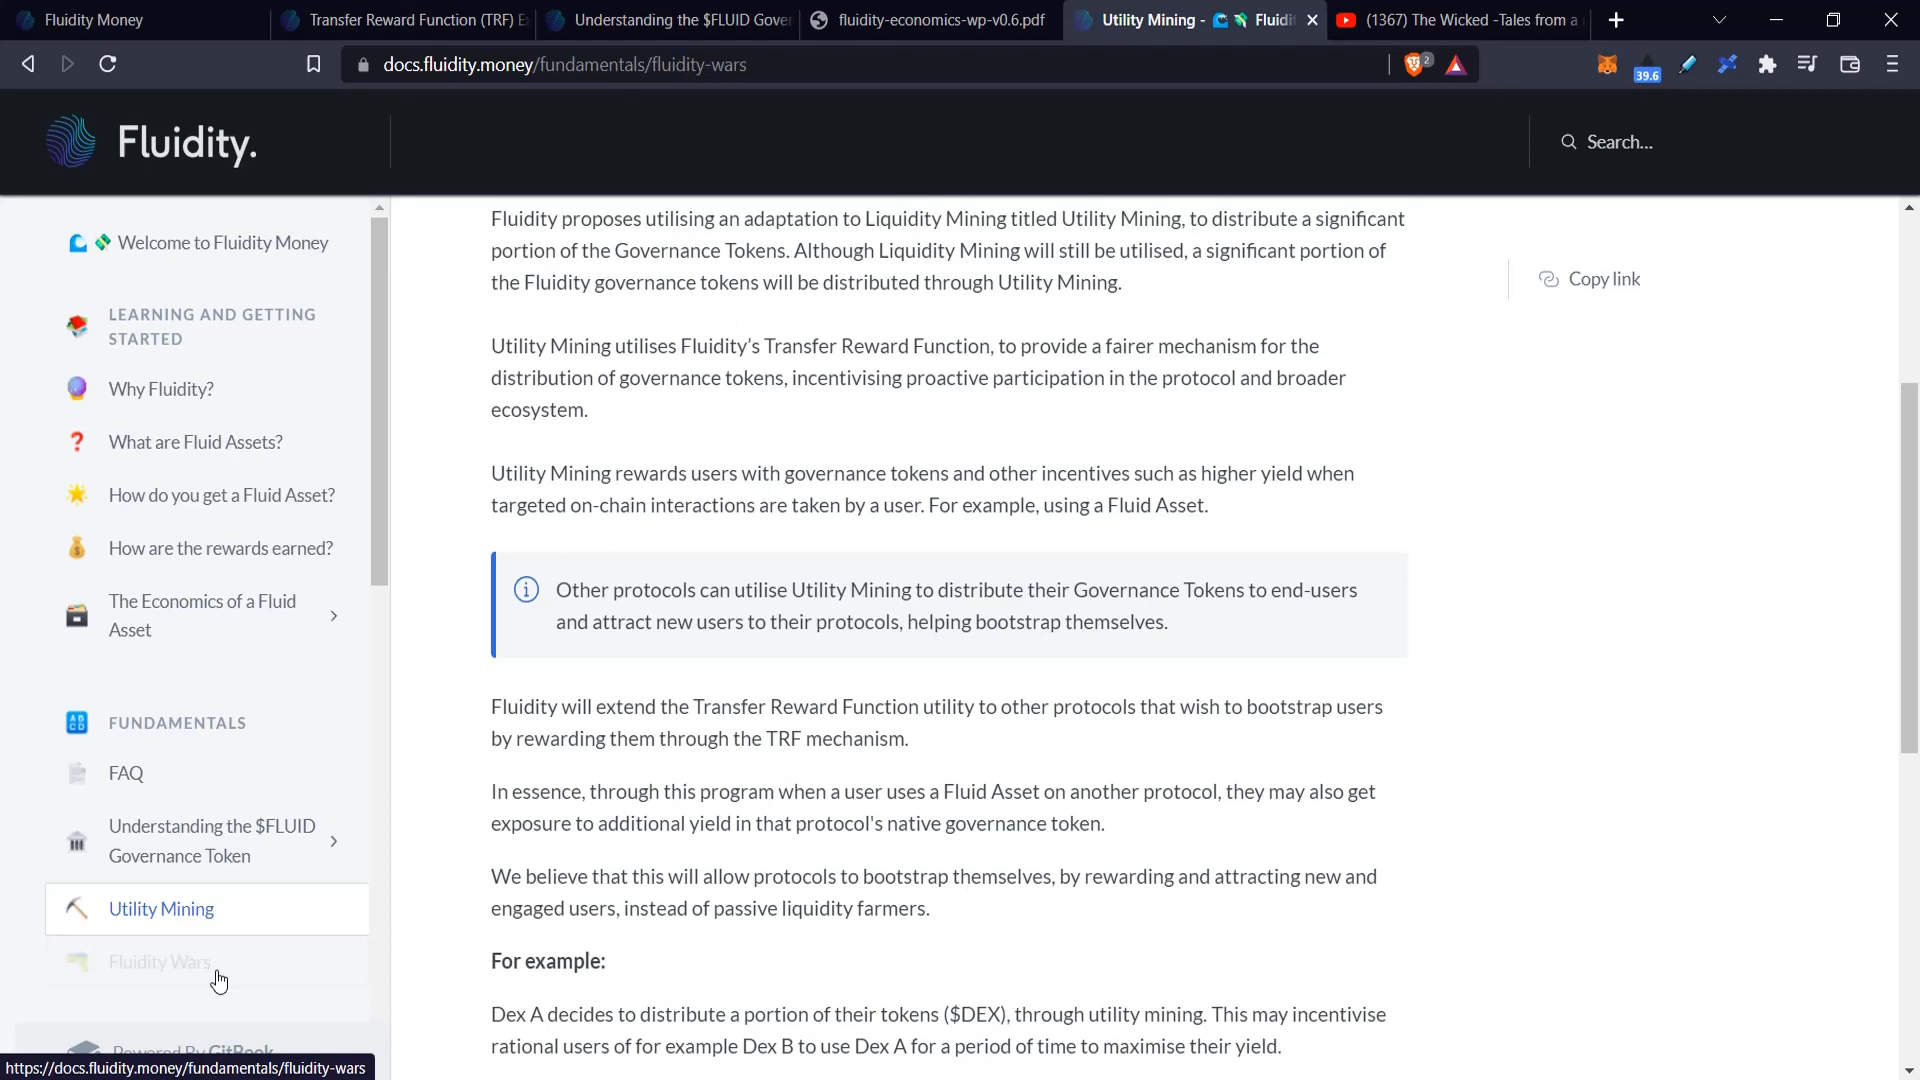 Fluidity Money
Transfer Reward Function (TRF) E
Understanding the $FLUID Gover
fluidity-economics-wp-v0.6.pdf
Utility Mining - 🌊 💸 Fluidi
(1367) The Wicked -Tales from a
docs.fluidity.money/fundamentals/fluidity-wars
2
39.6
Fluidity.
Search...
🌊 💸 Welcome to Fluidity Money
LEARNING AND GETTING
STARTED
Why Fluidity?
What are Fluid Assets?
How do you get a Fluid Asset?
How are the rewards earned?
The Economics of a Fluid
Asset
FUNDAMENTALS
FAQ
Understanding the $FLUID
Governance Token
Utility Mining
Fluidity Wars
Powered By GitBook
https://docs.fluidity.money/fundamentals/fluidity-wars
Fluidity proposes utilising an adaptation to Liquidity Mining titled Utility Mining, to distribute a significant
portion of the Governance Tokens. Although Liquidity Mining will still be utilised, a significant portion of
the Fluidity governance tokens will be distributed through Utility Mining.
Utility Mining utilises Fluidity’s Transfer Reward Function, to provide a fairer mechanism for the
distribution of governance tokens, incentivising proactive participation in the protocol and broader
ecosystem.
Utility Mining rewards users with governance tokens and other incentives such as higher yield when
targeted on-chain interactions are taken by a user. For example, using a Fluid Asset.
Other protocols can utilise Utility Mining to distribute their Governance Tokens to end-users
and attract new users to their protocols, helping bootstrap themselves.
Fluidity will extend the Transfer Reward Function utility to other protocols that wish to bootstrap users
by rewarding them through the TRF mechanism.
In essence, through this program when a user uses a Fluid Asset on another protocol, they may also get
exposure to additional yield in that protocol's native governance token.
We believe that this will allow protocols to bootstrap themselves, by rewarding and attracting new and
engaged users, instead of passive liquidity farmers.
For example:
Dex A decides to distribute a portion of their tokens ($DEX), through utility mining. This may incentivise
rational users of for example Dex B to use Dex A for a period of time to maximise their yield.
Copy link